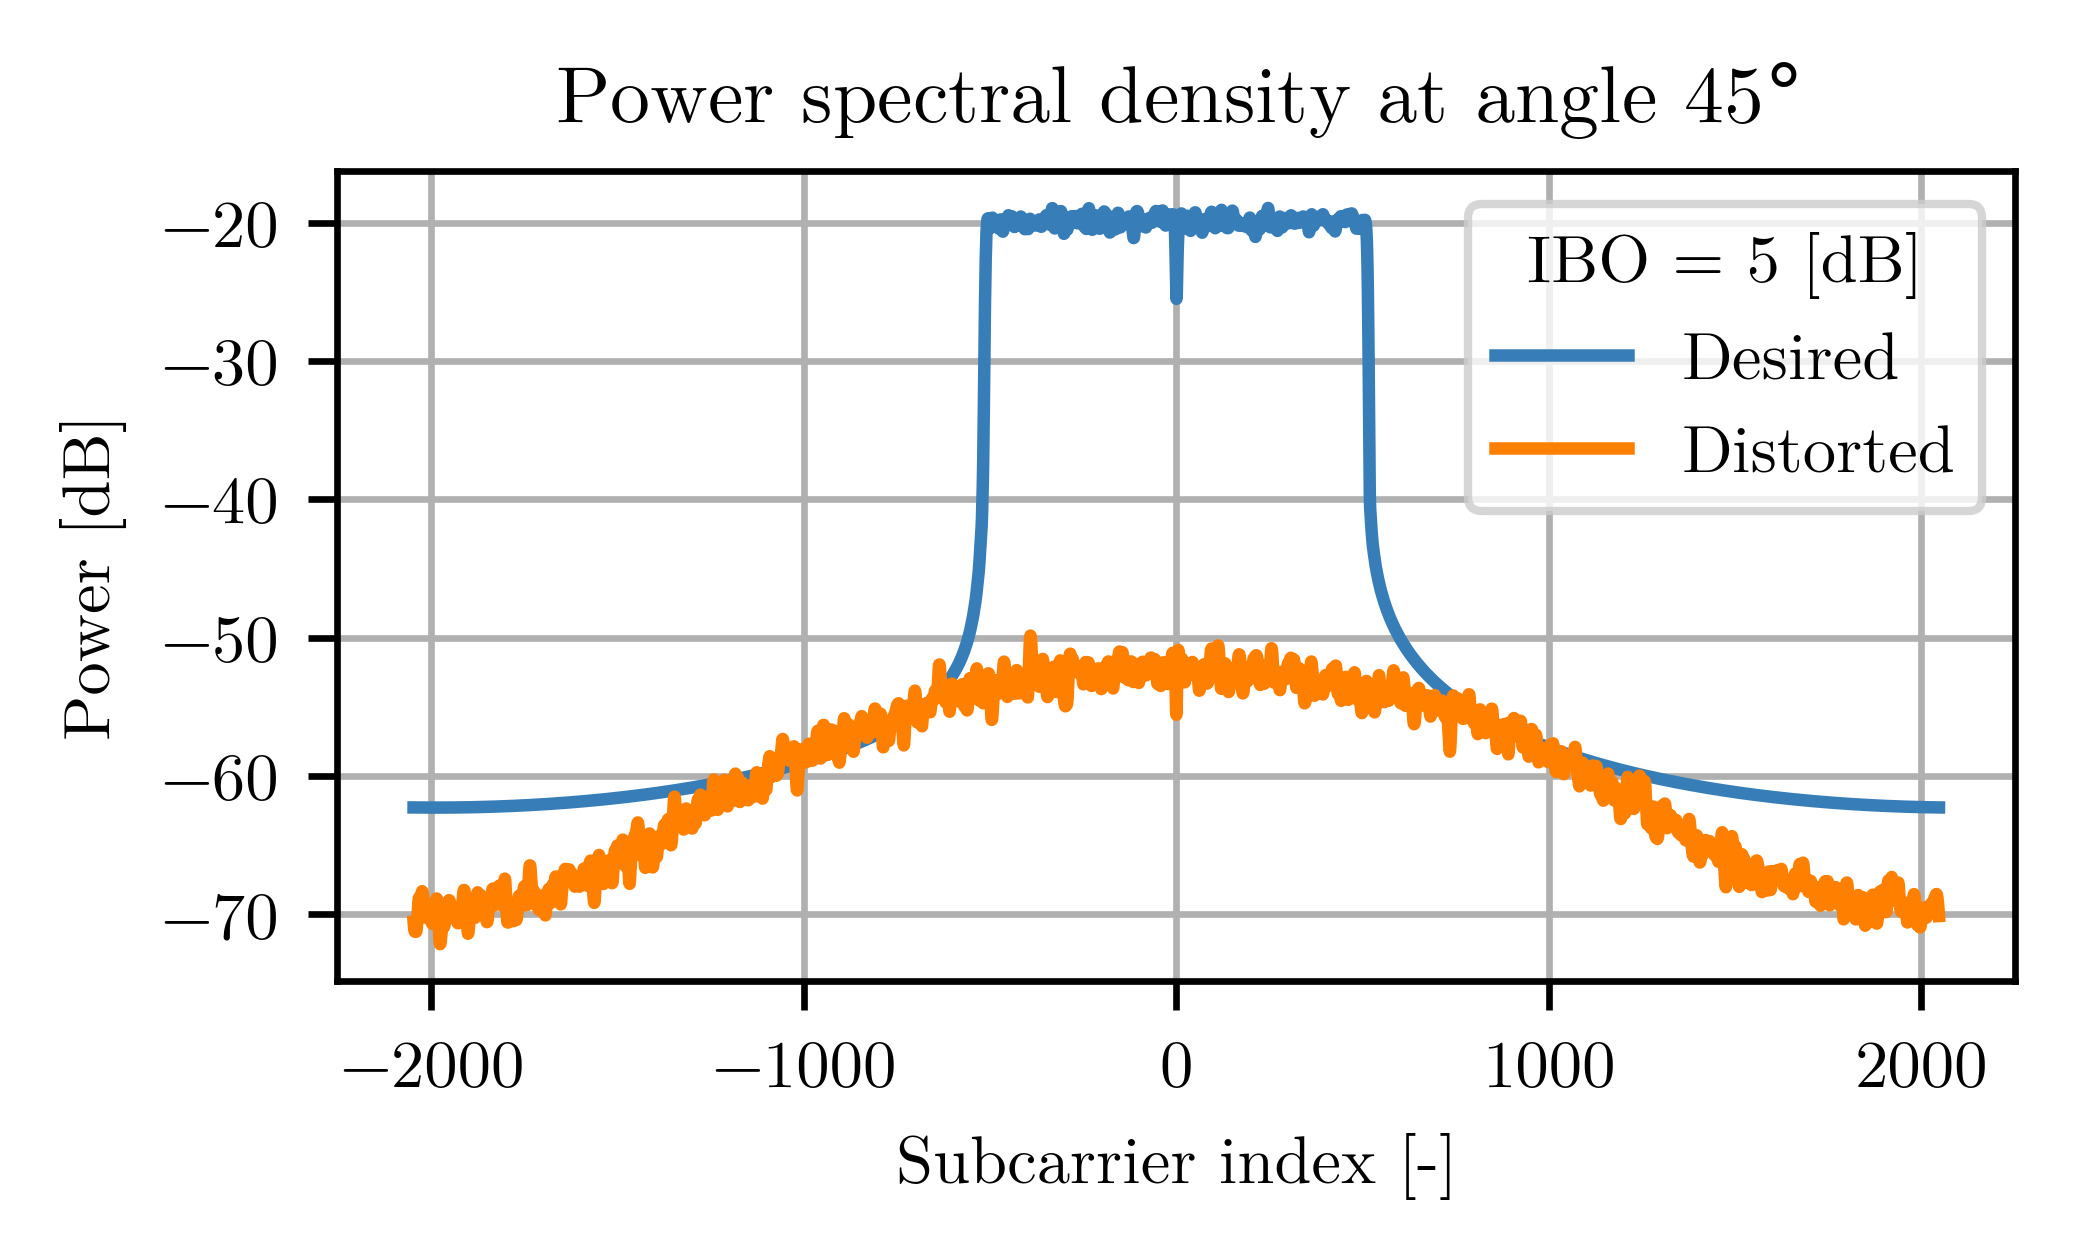 Power spectral density at angle 45°
−20
−30
−40
−50
−60
−70
Power [dB]
IBO = 5 [dB]
Desired
Distorted
−2000 −1000 0 1000 2000
Subcarrier index [-]